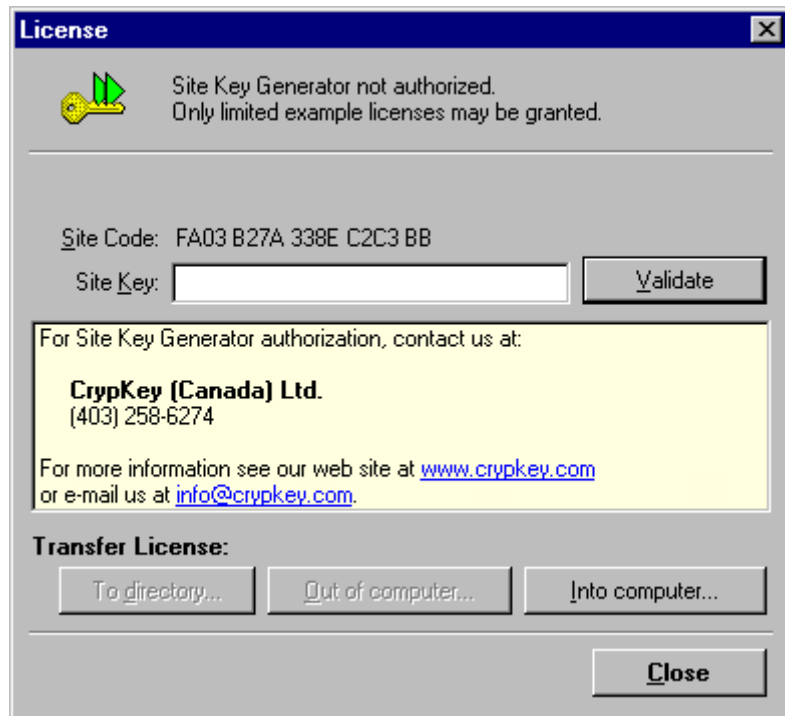 License
Site Key Generator not authorized.
Only limited example licenses may be granted.
Site Code: FA03 B27A 338E C2C3 BB
Site Key:
Validate
For Site Key Generator authorization, contact us at:
CrypKey (Canada) Ltd.
(403) 258-6274
For more information see our web site at www.crypkey.com
or e-mail us at info@crypkey.com.
Transfer License:
To directory... Out of computer... Into computer...
Close